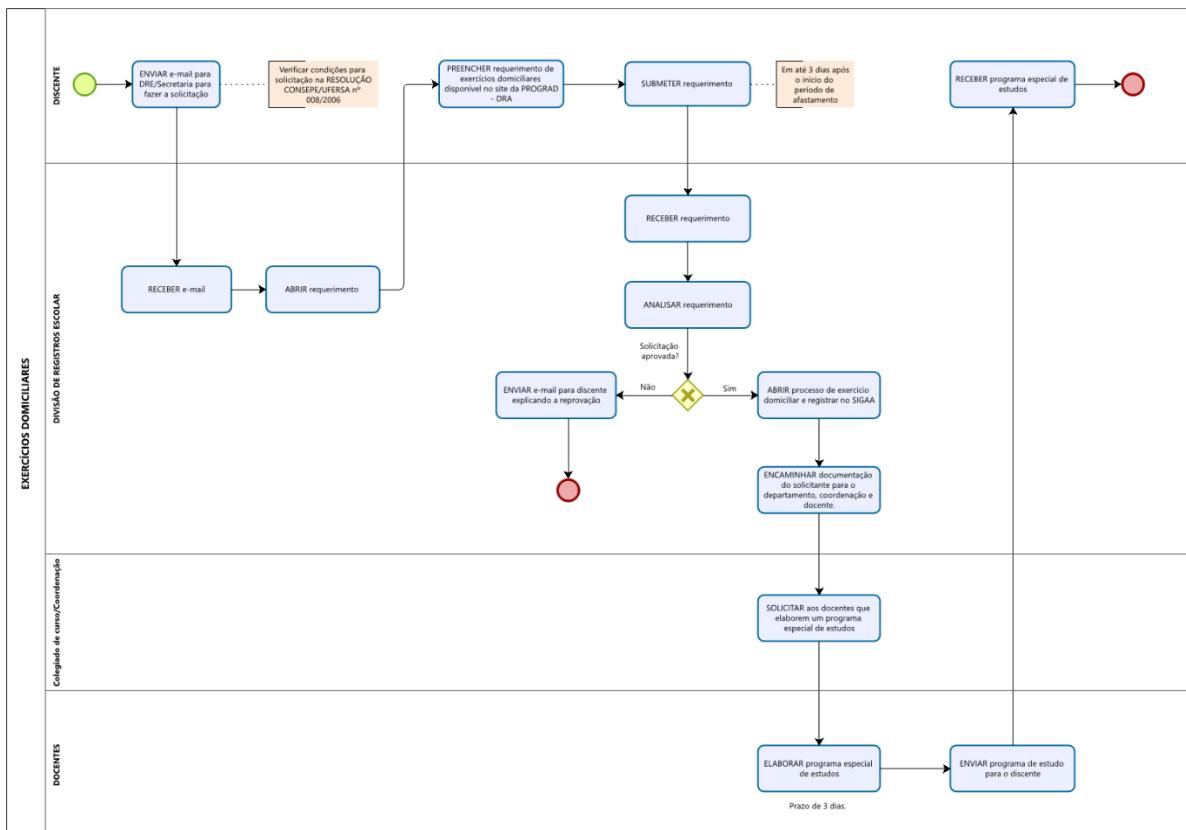 EXERCÍCIOS DOMICILIARES
DISCENTE
ENVIAR e-mail para
DRE/Secretaria para
fazer a solicitação
Verificar condições para
solicitação na RESOLUÇÃO
CONSEPE/UFERSA nº
008/2006
PREENCHER requerimento de
exercícios domiciliares
disponível no site da PROGRAD
- DRA
SUBMETER requerimento
Em até 3 dias após
o início do
período de
afastamento
RECEBER programa especial de
estudos
DIVISÃO DE REGISTROS ESCOLAR
RECEBER e-mail
ABRIR requerimento
RECEBER requerimento
ANALISAR requerimento
Solicitação
aprovada?
Não
Sim
ENVIAR e-mail para discente
explicando a reprovação
ABRIR processo de exercício
domiciliar e registrar no SIGAA
ENCAMINHAR documentação
do solicitante para o
departamento, coordenação e
docente.
Colegiado de curso/Coordenação
SOLICITAR aos docentes que
elaborem um programa
especial de estudos
DOCENTES
ELABORAR programa especial
de estudos
Prazo de 3 dias.
ENVIAR programa de estudo
para o discente